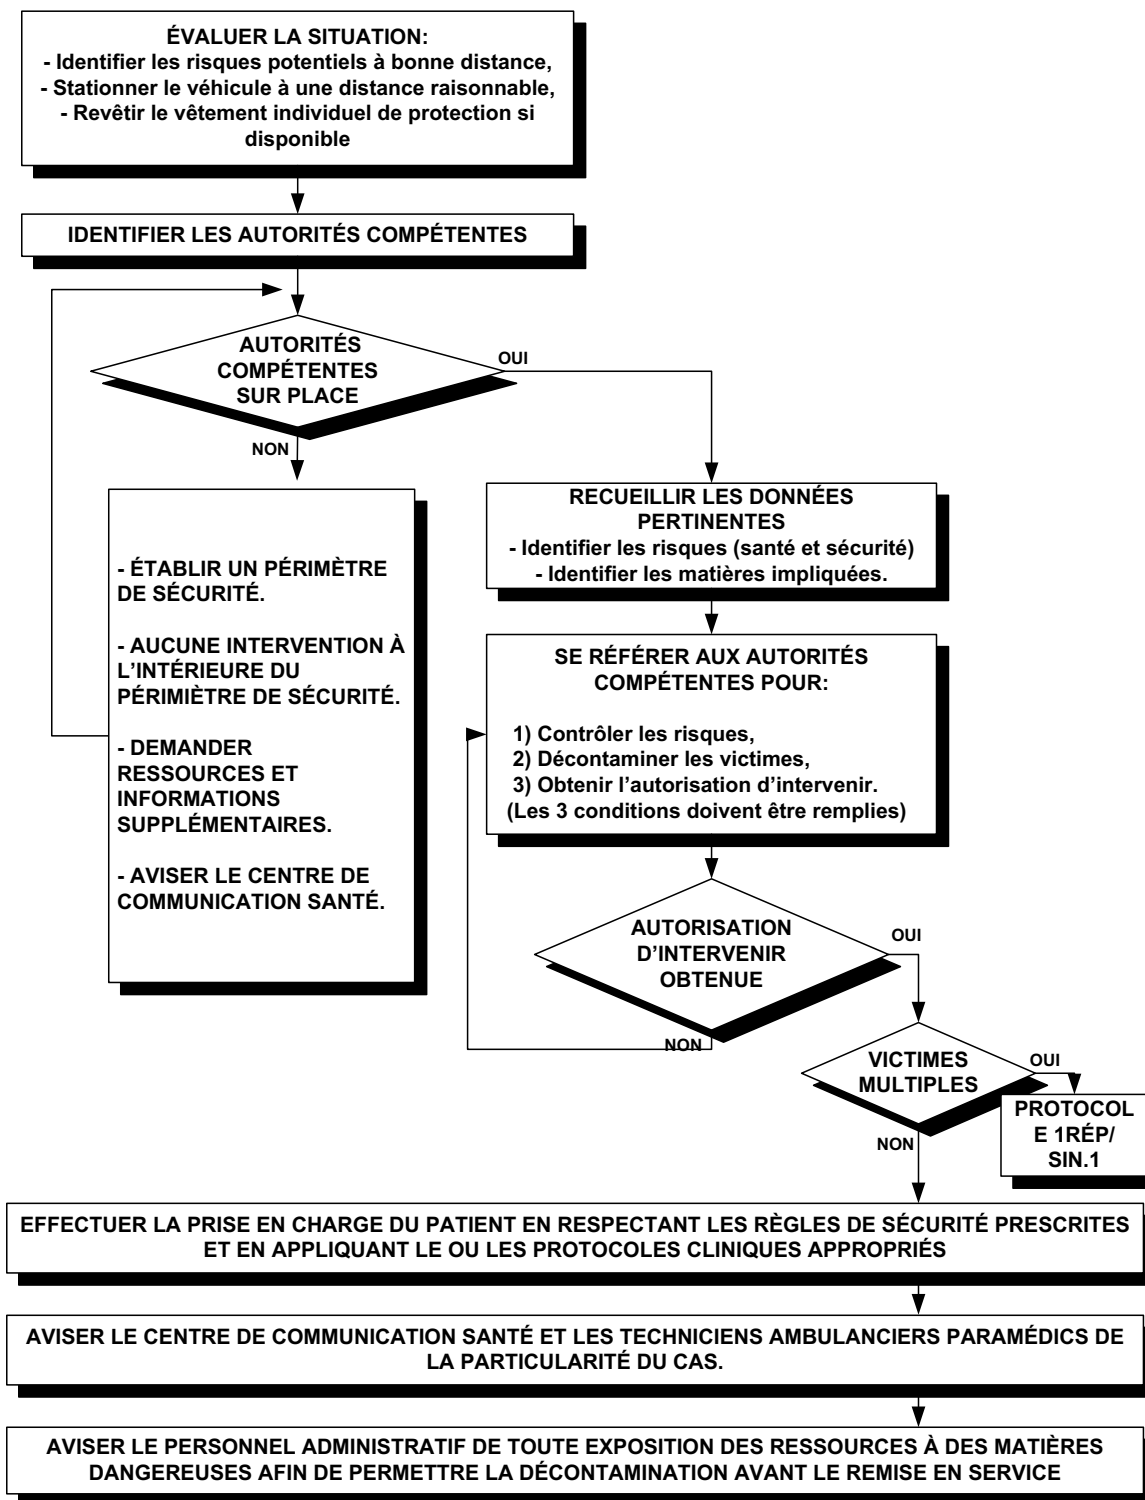 ÉVALUER LA SITUATION:
- Identifier les risques potentiels à bonne distance,
- Stationner le véhicule à une distance raisonnable,
- Revêtir le vêtement individuel de protection si
disponible
IDENTIFIER LES AUTORITÉS COMPÉTENTES
AUTORITÉS
COMPÉTENTES
SUR PLACE
OUI
NON
- ÉTABLIR UN PÉRIMÈTRE
DE SÉCURITÉ.
- AUCUNE INTERVENTION À
L'INTÉRIEURE DU
PÉRIMIÈTRE DE SÉCURITÉ.
- DEMANDER
RESSOURCES ET
INFORMATIONS
SUPPLÉMENTAIRES.
- AVISER LE CENTRE DE
COMMUNICATION SANTÉ.
RECUEILLIR LES DONNÉES
PERTINENTES
- Identifier les risques (santé et sécurité)
- Identifier les matières impliquées.
SE RÉFÉRER AUX AUTORITÉS
COMPÉTENTES POUR:
1) Contrôler les risques,
2) Décontaminer les victimes,
3) Obtenir l'autorisation d'intervenir.
(Les 3 conditions doivent être remplies)
AUTORISATION
D'INTERVENIR
OBTENUE
OUI
NON
VICTIMES
MULTIPLES
OUI
NON
PROTOCOL
E 1RÉP/
SIN.1
EFFECTUER LA PRISE EN CHARGE DU PATIENT EN RESPECTANT LES RÈGLES DE SÉCURITÉ PRESCRITES
ET EN APPLIQUANT LE OU LES PROTOCOLES CLINIQUES APPROPRIÉS
AVISER LE CENTRE DE COMMUNICATION SANTÉ ET LES TECHNICIENS AMBULANCIERS PARAMÉDICS DE
LA PARTICULARITÉ DU CAS.
AVISER LE PERSONNEL ADMINISTRATIF DE TOUTE EXPOSITION DES RESSOURCES À DES MATIÈRES
DANGEREUSES AFIN DE PERMETTRE LA DÉCONTAMINATION AVANT LE REMISE EN SERVICE